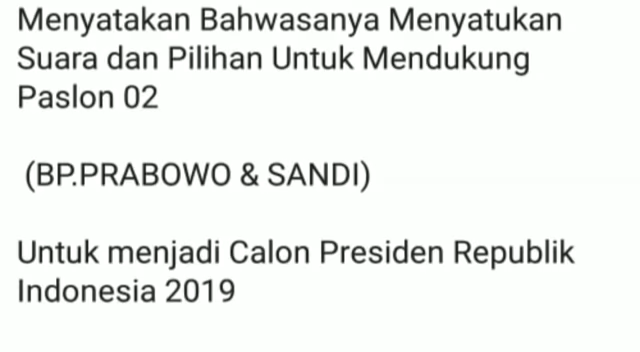 Menyatakan Bahwasanya Menyatukan
Suara dan Pilihan Untuk Mendukung
Paslon 02
(BP.PRABOWO & SANDI)
Untuk menjadi Calon Presiden Republik
Indonesia 2019